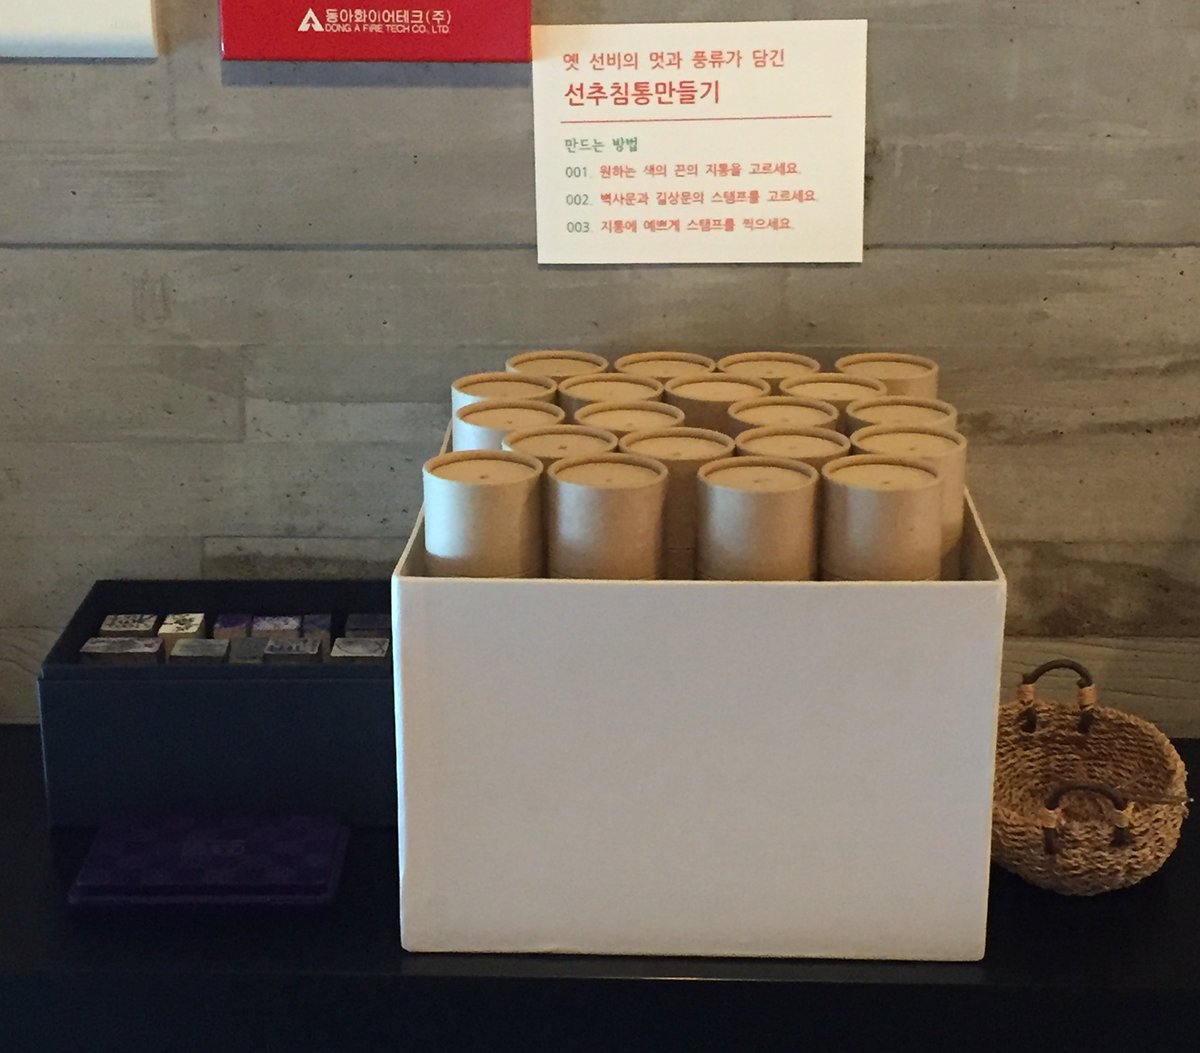 동아화이어테크(주)
DONG A FIRE TECH CO., LTD.
옛 선비의 멋과 풍류가 담긴
선추침통만들기
만드는 방법
001. 원하는 색의 끈의 지통을 고르세요.
002. 벽사문과 길상문의 스탬프를 고르세요.
003. 지통에 예쁘게 스탬프를 찍으세요.